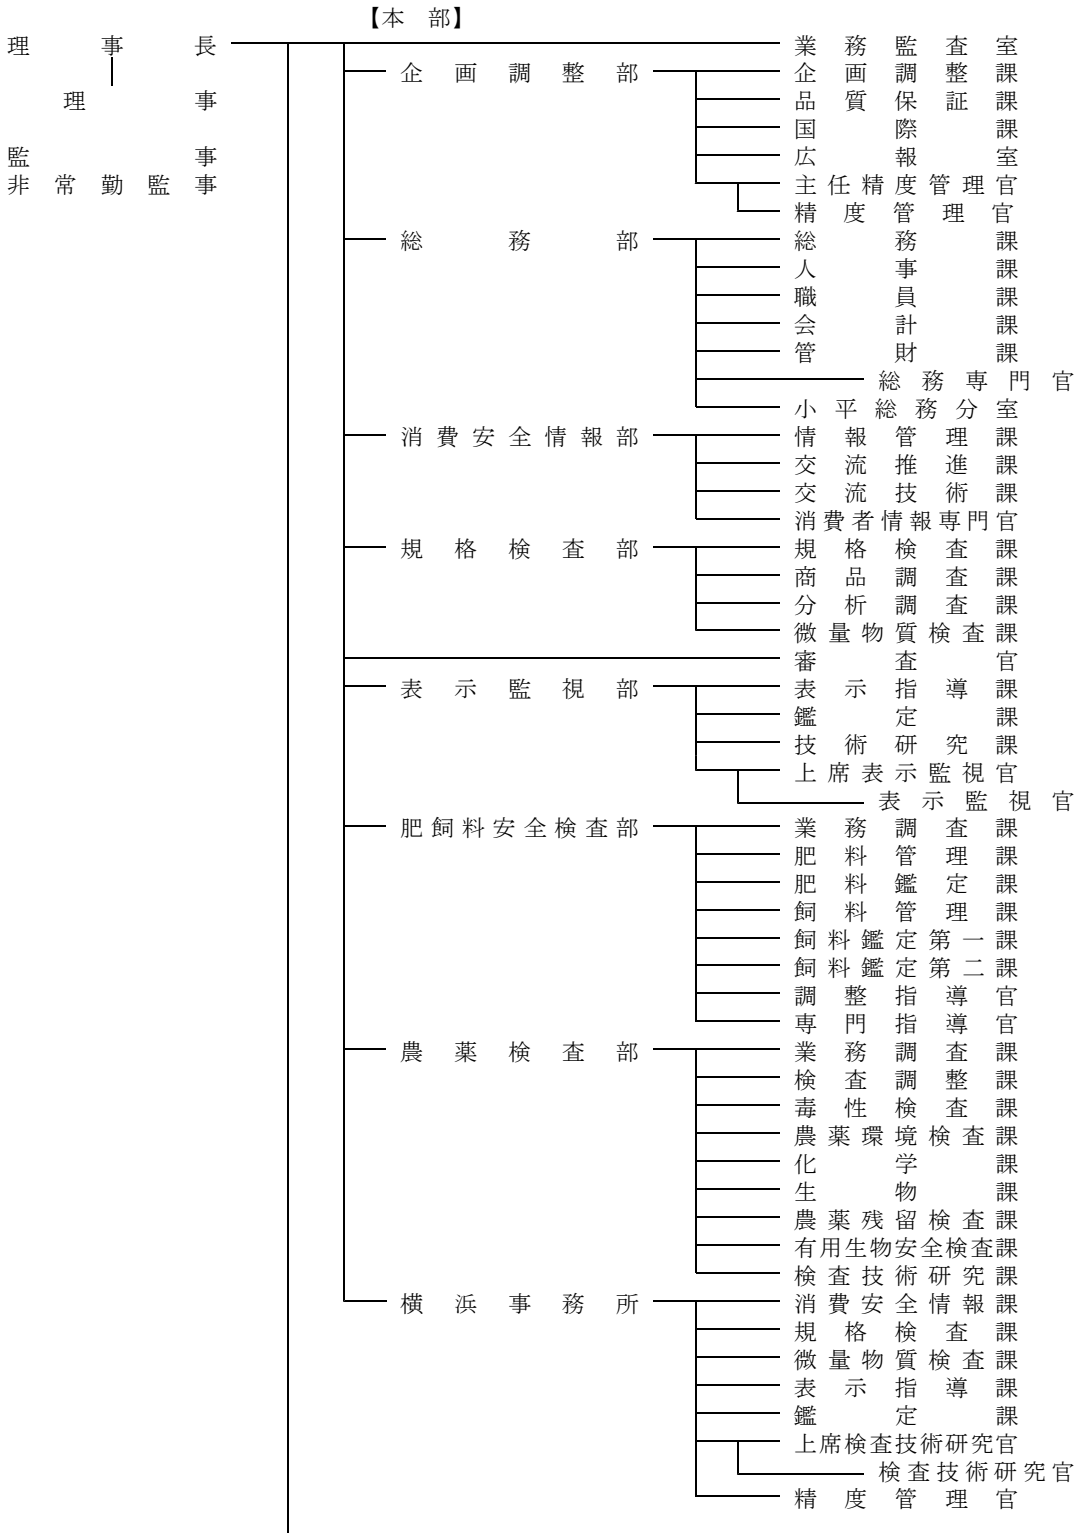 【本　部】
理事長　業務監査室
企画調整部　企画調整課
理事　品質保証課
国際課
監事　広報室
非常勤監事　主任精度管理官
精度管理官
総務部　総務課
人事課
職員課
会計課
管財課
総務専門官
小平総務分室
消費安全情報部　情報管理課
交流推進課
交流技術課
消費者情報専門官
規格検査部　規格検査課
商品調査課
分析調査課
微量物質検査課
審査官
表示監視部　表示指導課
鑑定課
技術研究課
上席表示監視官
表示監視官
肥飼料安全検査部　業務調査課
肥料管理課
肥料鑑定課
飼料管理課
飼料鑑定第一課
飼料鑑定第二課
調整指導官
専門指導官
農薬検査部　業務調査課
検査調整課
毒性検査課
農薬環境検査課
化学課
生物課
農薬残留検査課
有用生物安全検査課
検査技術研究課
横浜事務所　消費安全情報課
規格検査課
微量物質検査課
表示指導課
鑑定課
上席検査技術研究官
検査技術研究官
精度管理官